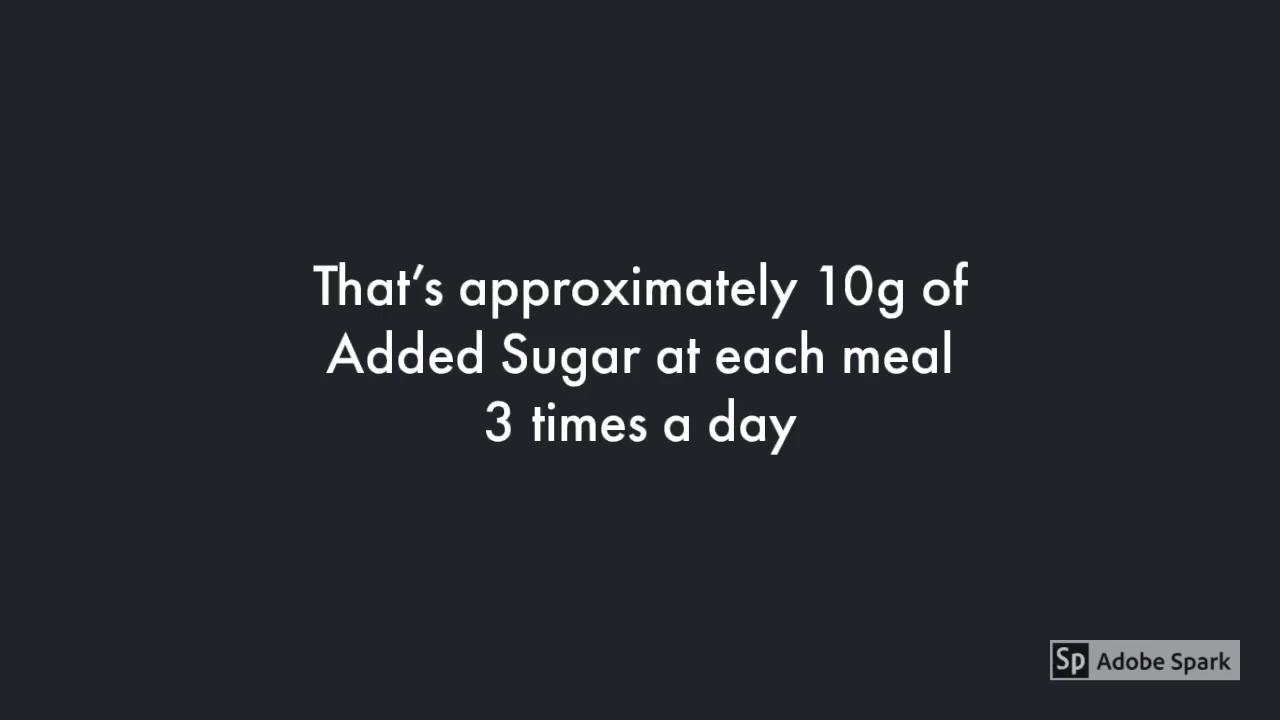 That’s approximately 10g of
Added Sugar at each meal
3 times a day
Sp Adobe Spark